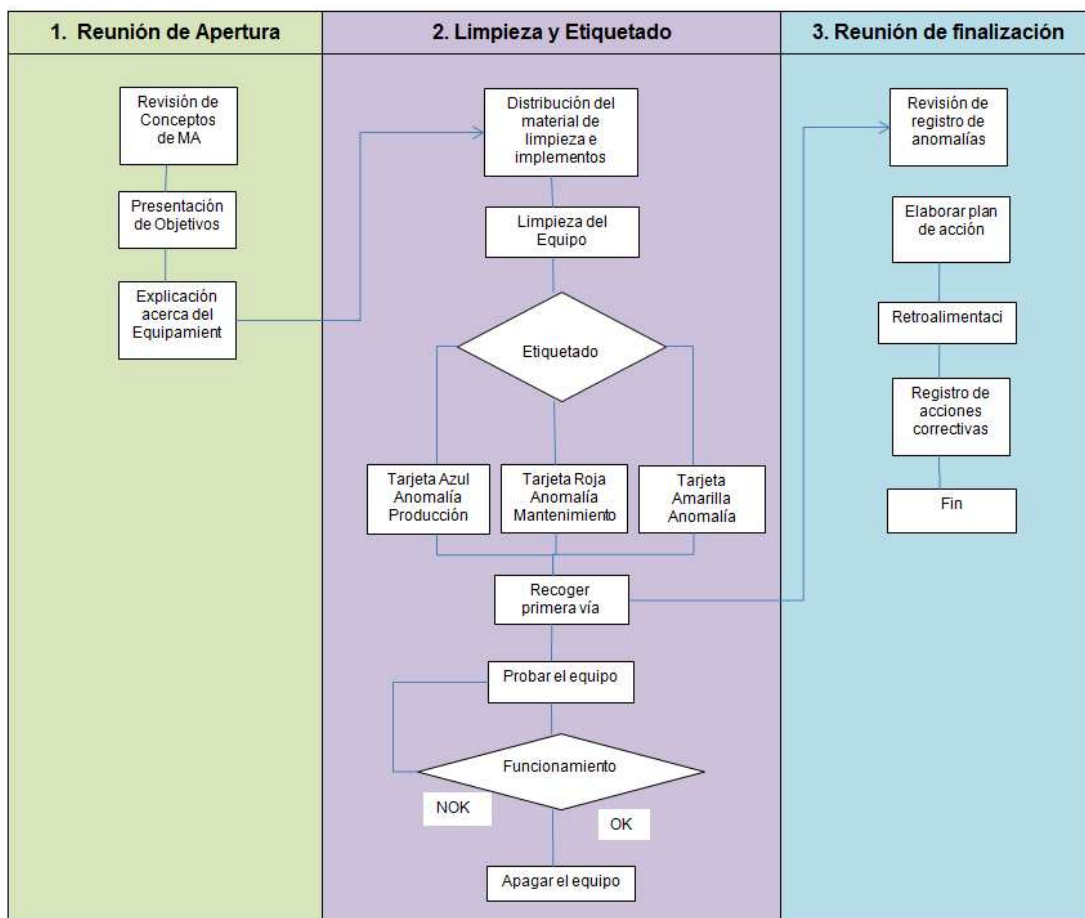 1. Reunión de Apertura
2. Limpieza y Etiquetado
3. Reunión de finalización
Revisión de
Conceptos
de MA
Presentación
de Objetivos
Explicación
acerca del
Equipamient
Distribución del
material de
limpieza e
implementos
Limpieza del
Equipo
Etiquetado
Tarjeta Azul
Anomalía
Producción
Tarjeta Roja
Anomalía
Mantenimiento
Tarjeta
Amarilla
Anomalía
Recoger
primera vía
Probar el equipo
Funcionamiento
NOK
OK
Apagar el equipo
Revisión de
registro de
anomalías
Elaborar plan
de acción
Retroalimentaci
Registro de
acciones
correctivas
Fin